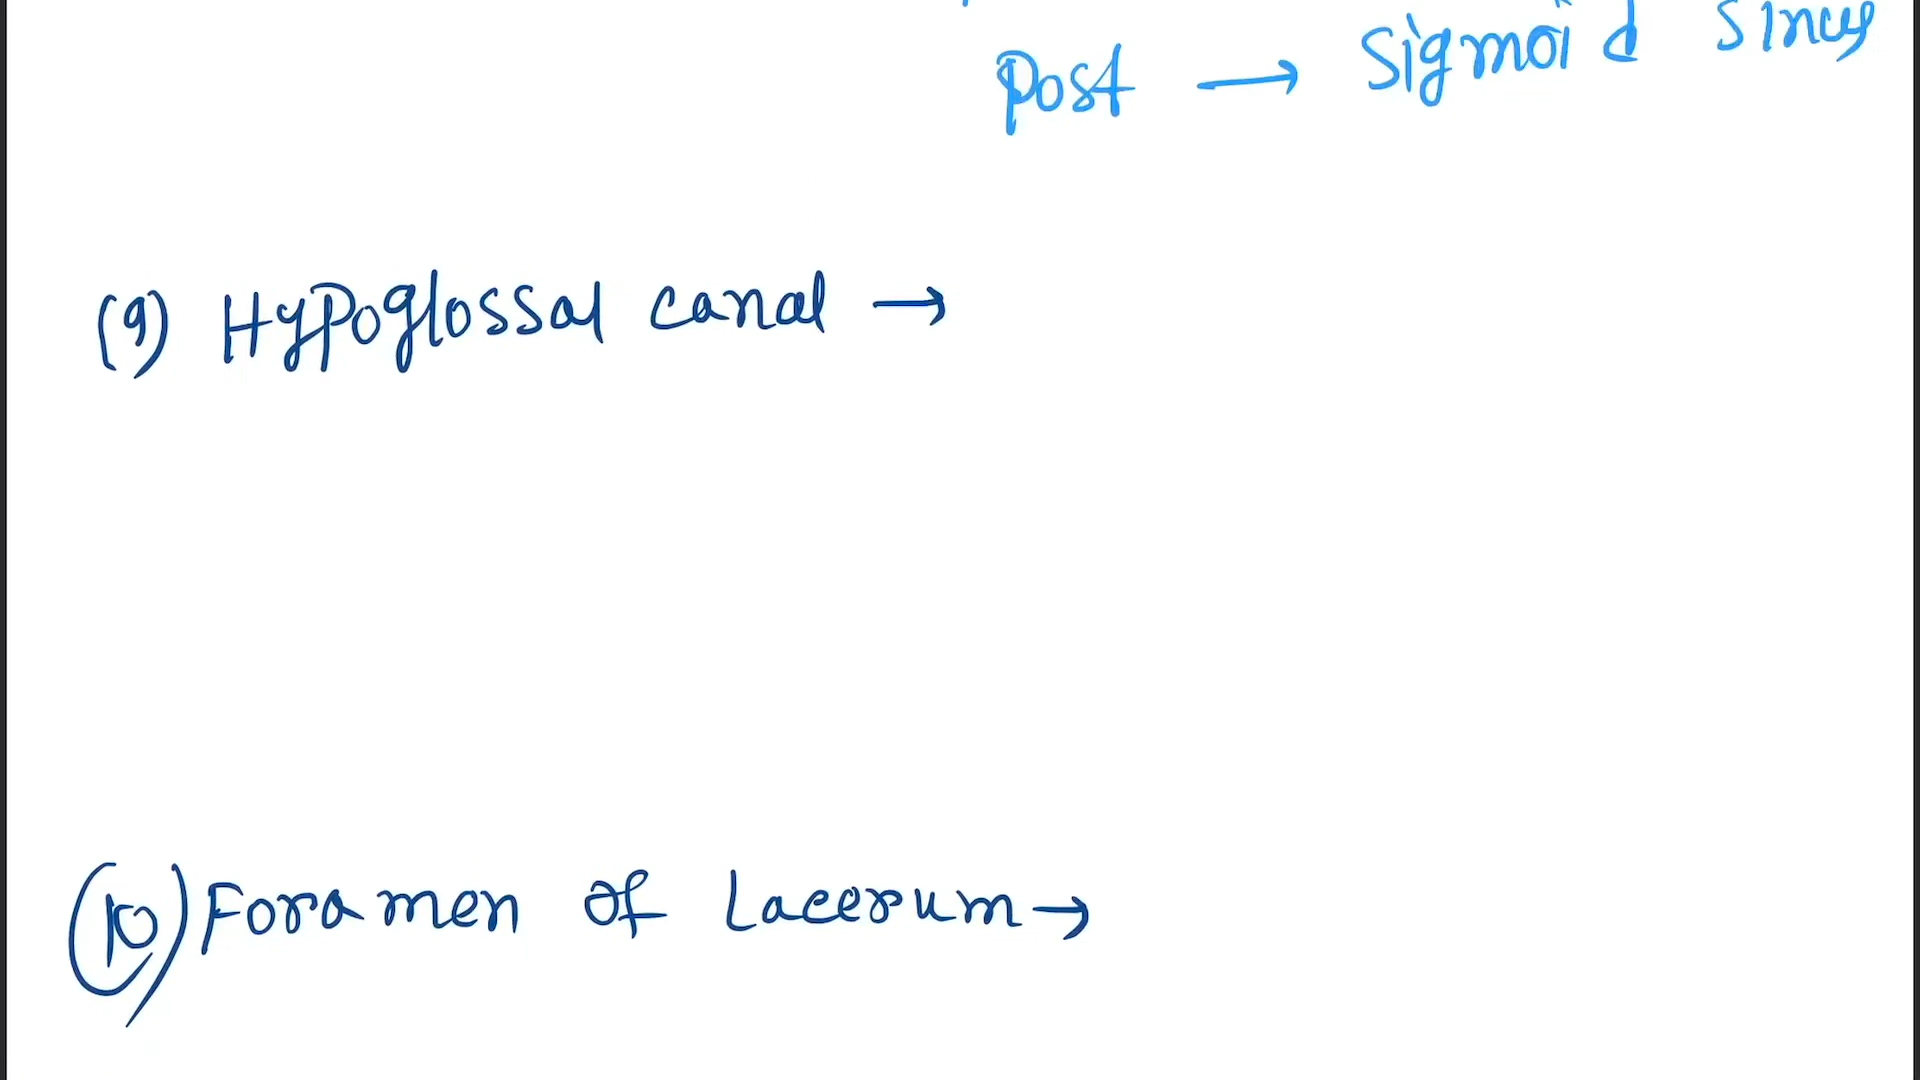 Post → Sigmoid Sinus
(9) Hypoglossal canal →
(10) Foramen of Lacerum →